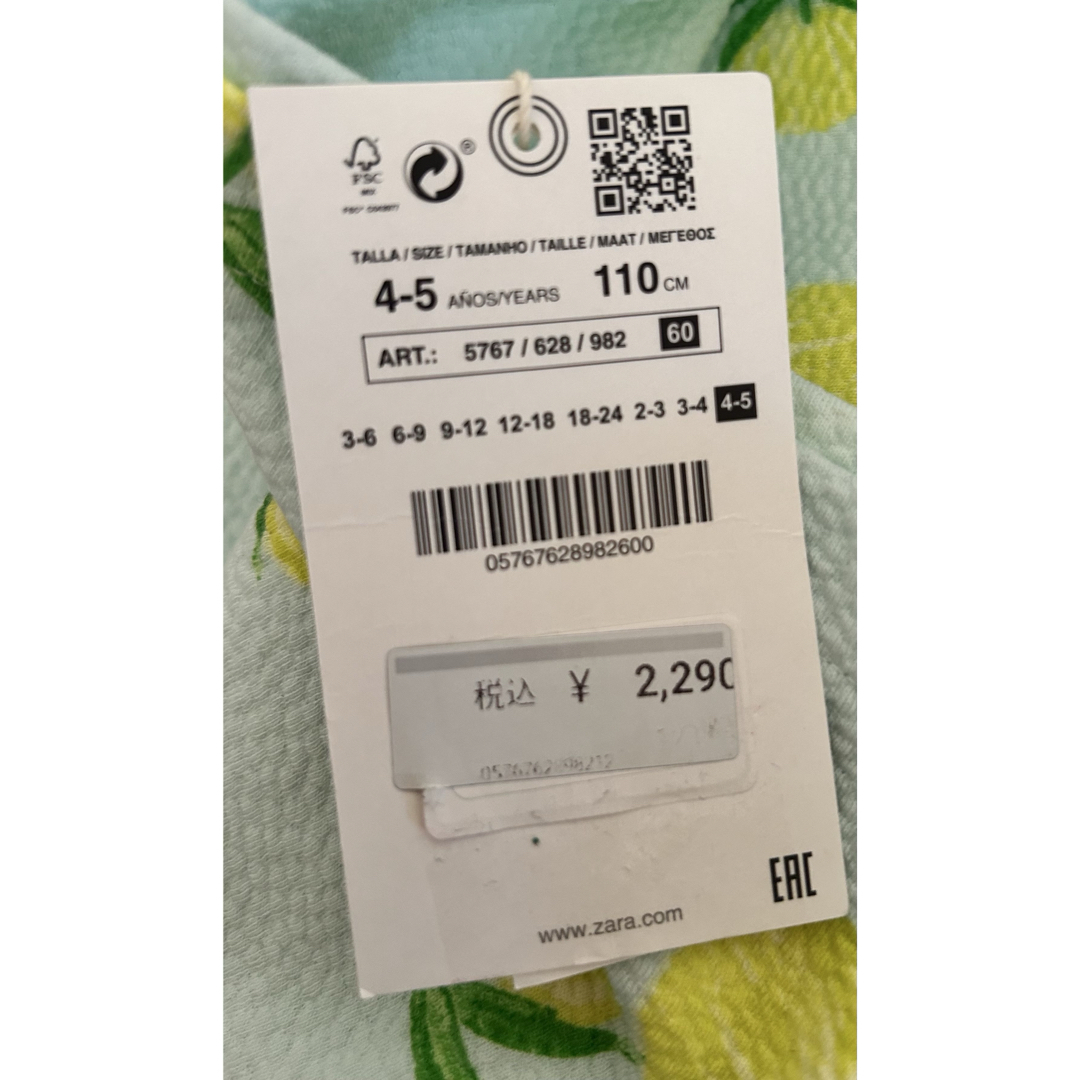 FSC
MIX
®
TALLA / SIZE / TAMANHO / TAILLE / MAAT / ΜΕΓΕΘΟΣ
4-5 AÑOS/YEARS 110 CM
ART.: 5767 / 628 / 982 60
3-6 6-9 9-12 12-18 18-24 2-3 3-4 4-5
05767628982600
税込 ¥ 2,290
www.zara.com
EAC